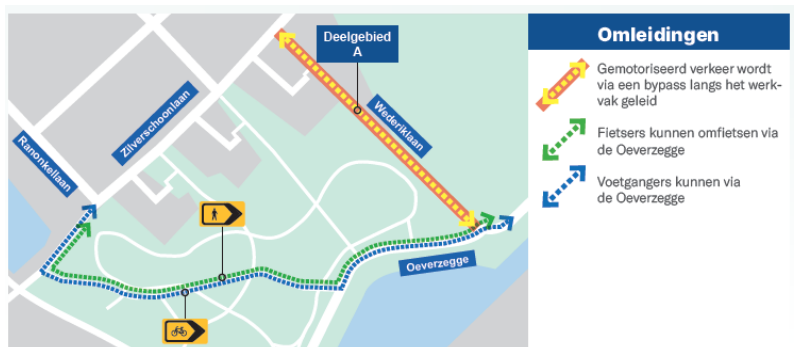 Deelgebied
A
Wederiklaan
Zilverschoonlaan
Ranonkellaan
Oeverzegge
Omleidingen
Gemotoriseerd verkeer wordt
via een bypass langs het werk-
vak geleid
Fietsers kunnen omfietsen via
de Oeverzegge
Voetgangers kunnen via
de Oeverzegge